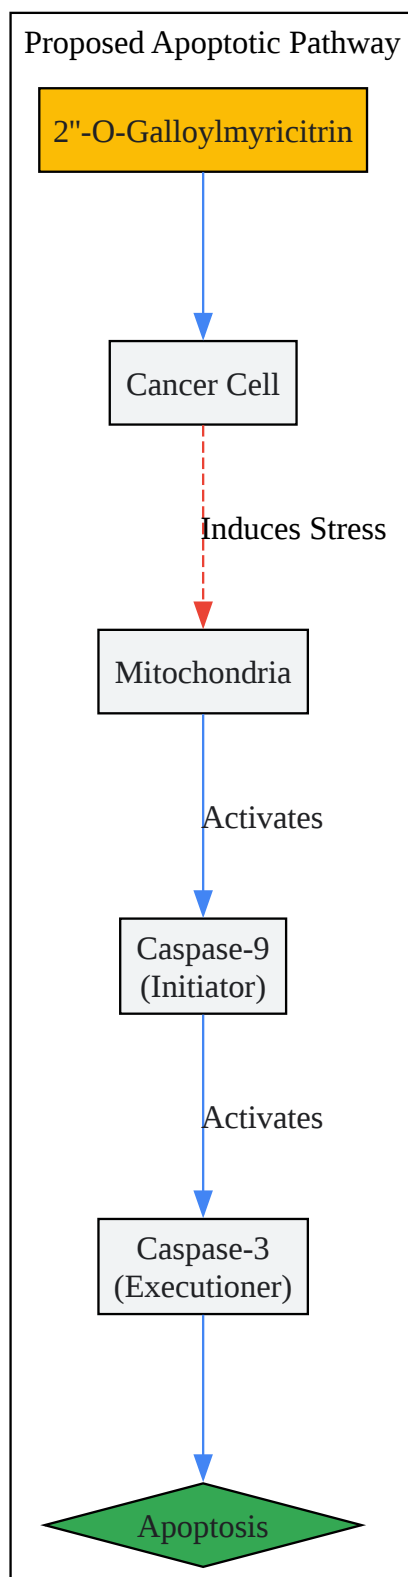 Proposed Apoptotic Pathway
2"-O-Galloylmyricitrin
Cancer Cell
Induces Stress
Mitochondria
Activates
Caspase-9
(Initiator)
Activates
Caspase-3
(Executioner)
Apoptosis